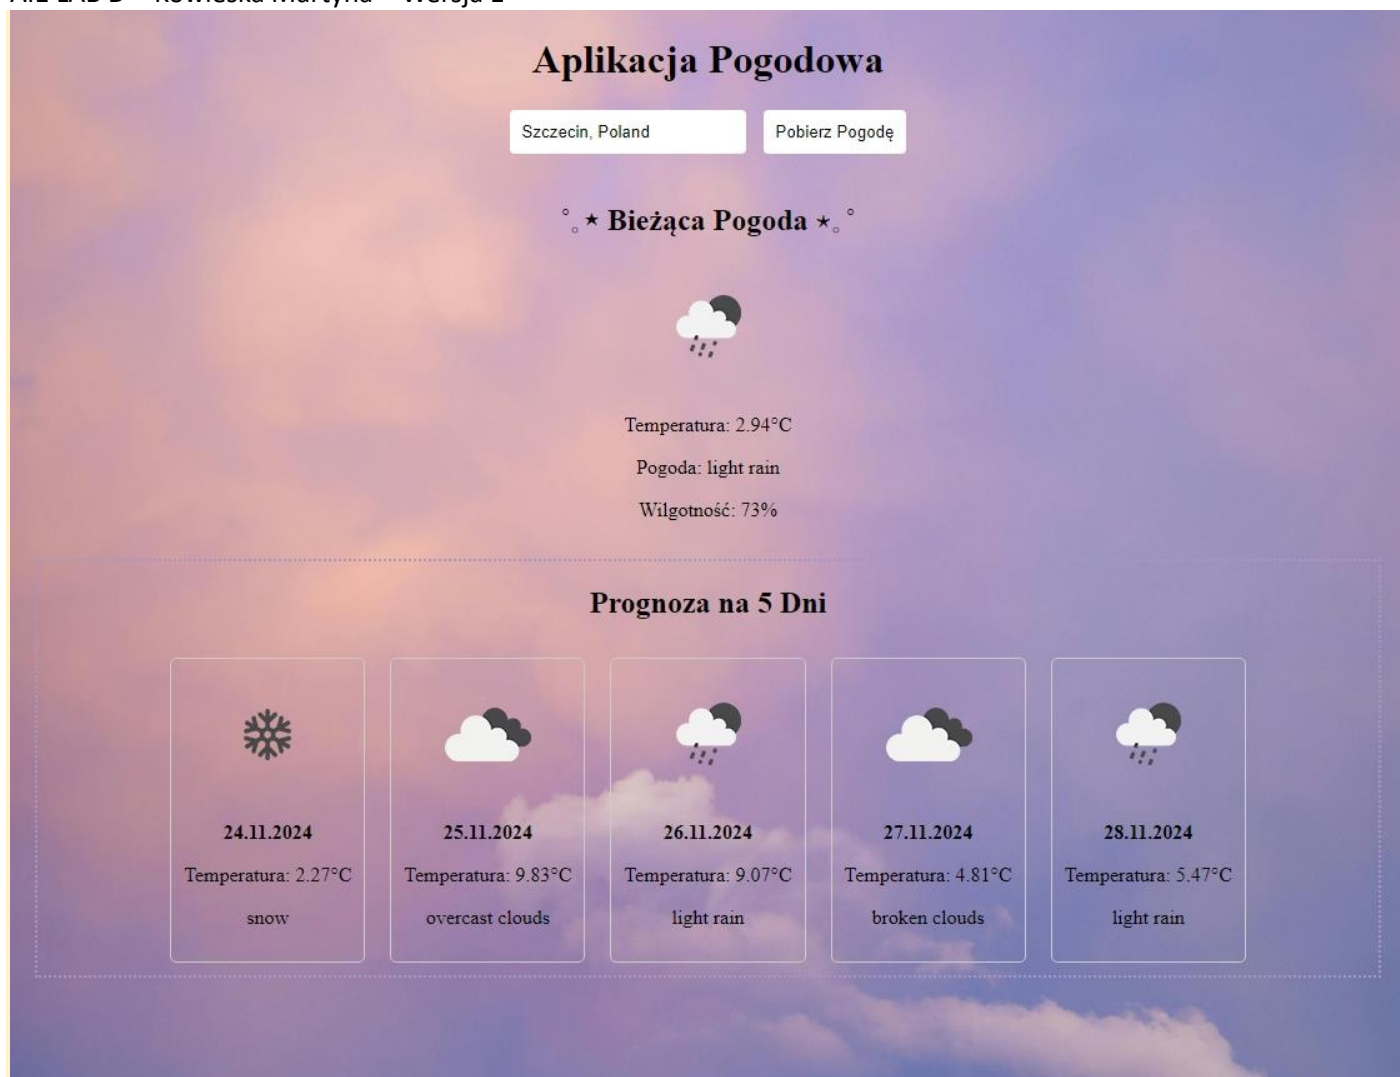 Aplikacja Pogodowa
Szczecin, Poland
Pobierz Pogodę
°｡⋆ Bieżąca Pogoda ⋆｡°
Temperatura: 2.94°C
Pogoda: light rain
Wilgotność: 73%
Prognoza na 5 Dni
24.11.2024
Temperatura: 2.27°C
snow
25.11.2024
Temperatura: 9.83°C
overcast clouds
26.11.2024
Temperatura: 9.07°C
light rain
27.11.2024
Temperatura: 4.81°C
broken clouds
28.11.2024
Temperatura: 5.47°C
light rain